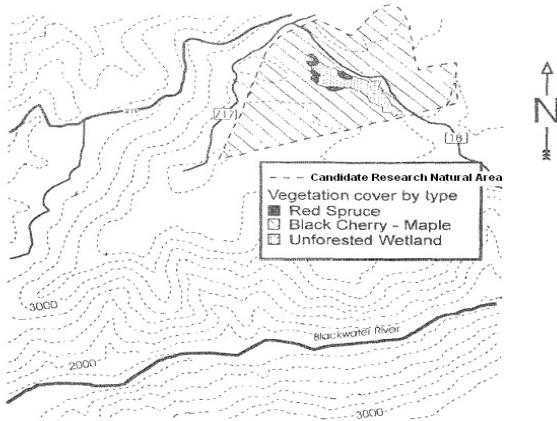 717
18
N
Candidate Research Natural Area
Vegetation cover by type
Red Spruce
Black Cherry - Maple
Unforested Wetland
3000
Blackwater River
2000
3000